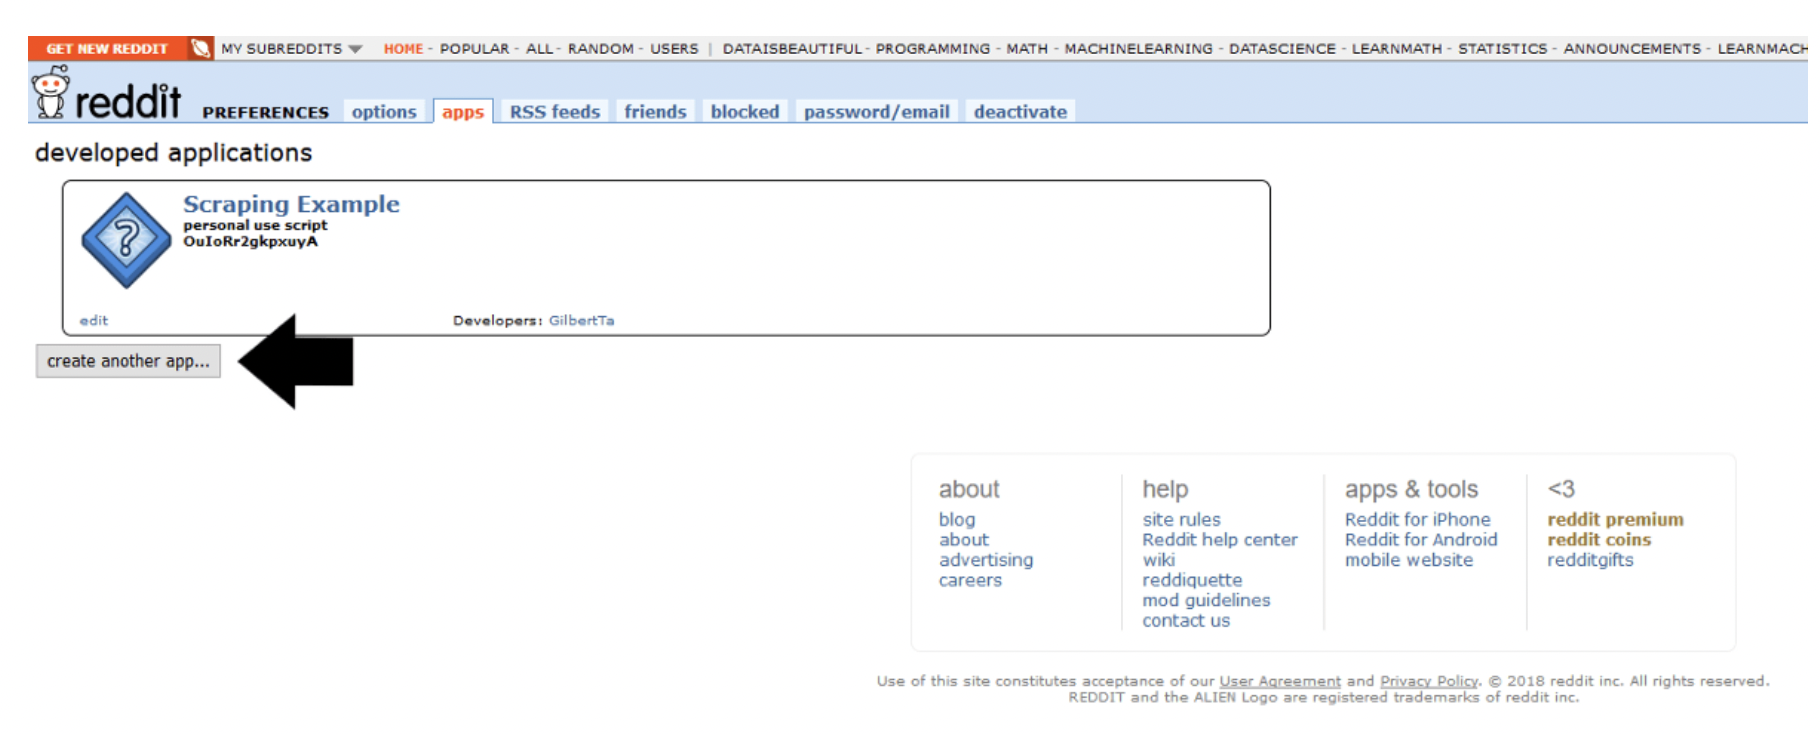 GET NEW REDDIT MY SUBREDDITS HOME - POPULAR - ALL - RANDOM - USERS | DATAISBEAUTIFUL - PROGRAMMING - MATH - MACHINELEARNING - DATASCIENCE - LEARNMATH - STATISTICS - ANNOUNCEMENTS - LEARNMACH
reddit PREFERENCES options apps RSS feeds friends blocked password/email deactivate
developed applications
?
Scraping Example
personal use script
OuIoRr2gkpxuyA
edit Developers: GilbertTa
create another app...
about help apps & tools <3
blog site rules Reddit for iPhone reddit premium
about Reddit help center Reddit for Android reddit coins
advertising wiki mobile website redditgifts
careers reddiquette
mod guidelines
contact us
Use of this site constitutes acceptance of our User Agreement and Privacy Policy. © 2018 reddit inc. All rights reserved.
REDDIT and the ALIEN Logo are registered trademarks of reddit inc.